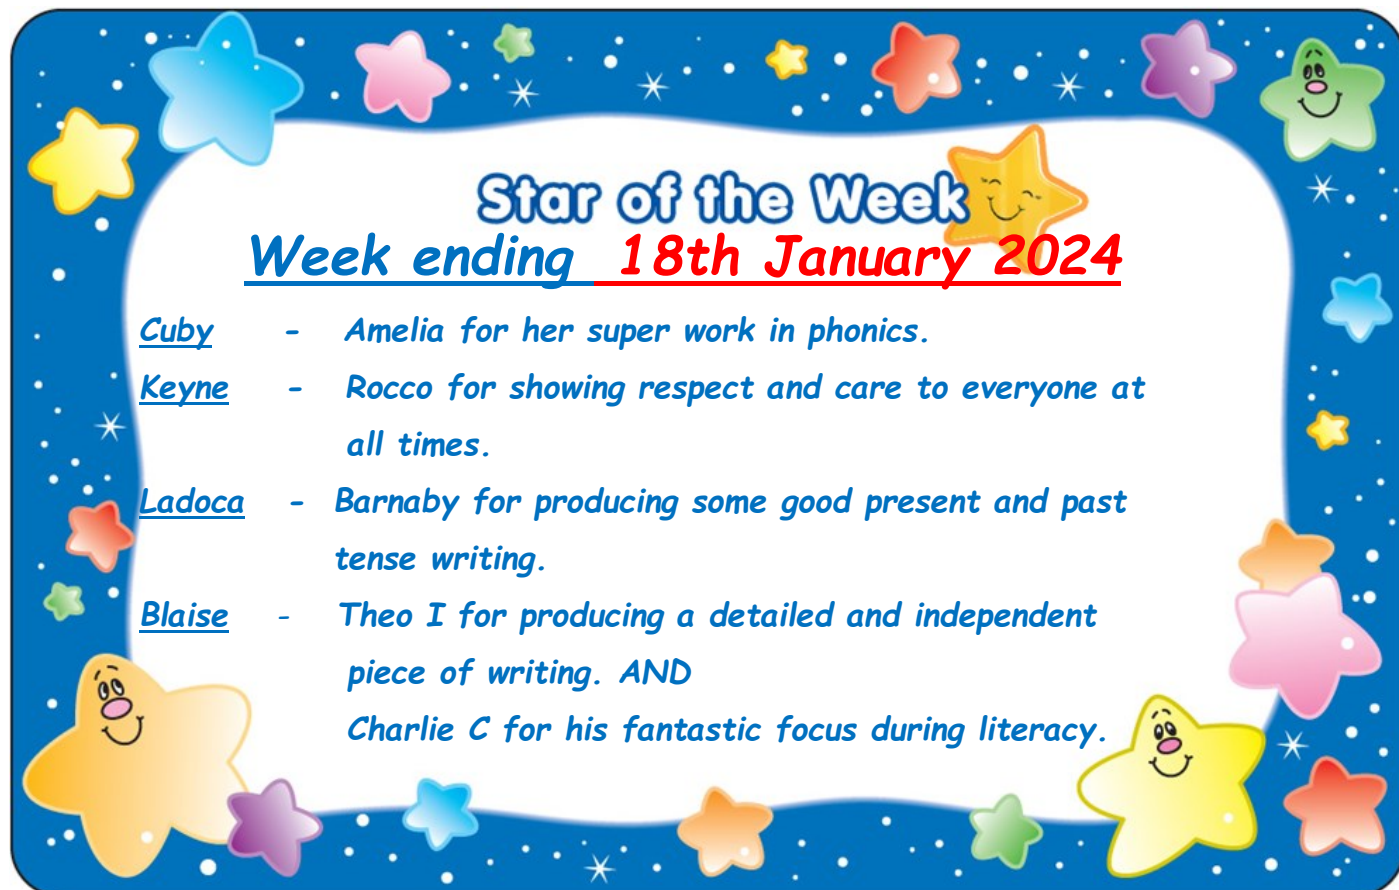 Star of the Week
Week ending 18th January 2024
Cuby - Amelia for her super work in phonics.
Keyne - Rocco for showing respect and care to everyone at
all times.
Ladoca - Barnaby for producing some good present and past
tense writing.
Blaise - Theo I for producing a detailed and independent
piece of writing. AND
Charlie C for his fantastic focus during literacy.